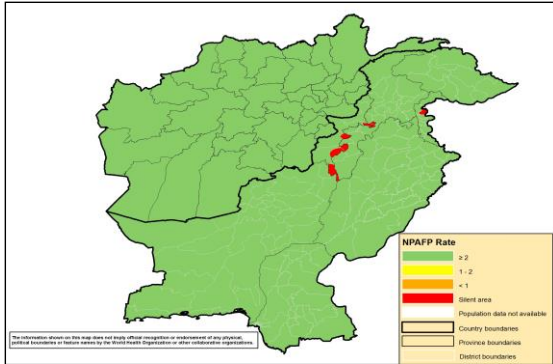 NPAFP Rate
≥ 2
1 - 2
< 1
Silent area
Population data not available
Country boundaries
Province boundaries
District boundaries
The information shown on this map does not imply official recognition or endorsement of any physical,
political boundaries or feature names by the World Health Organization or other collaborative organizations.